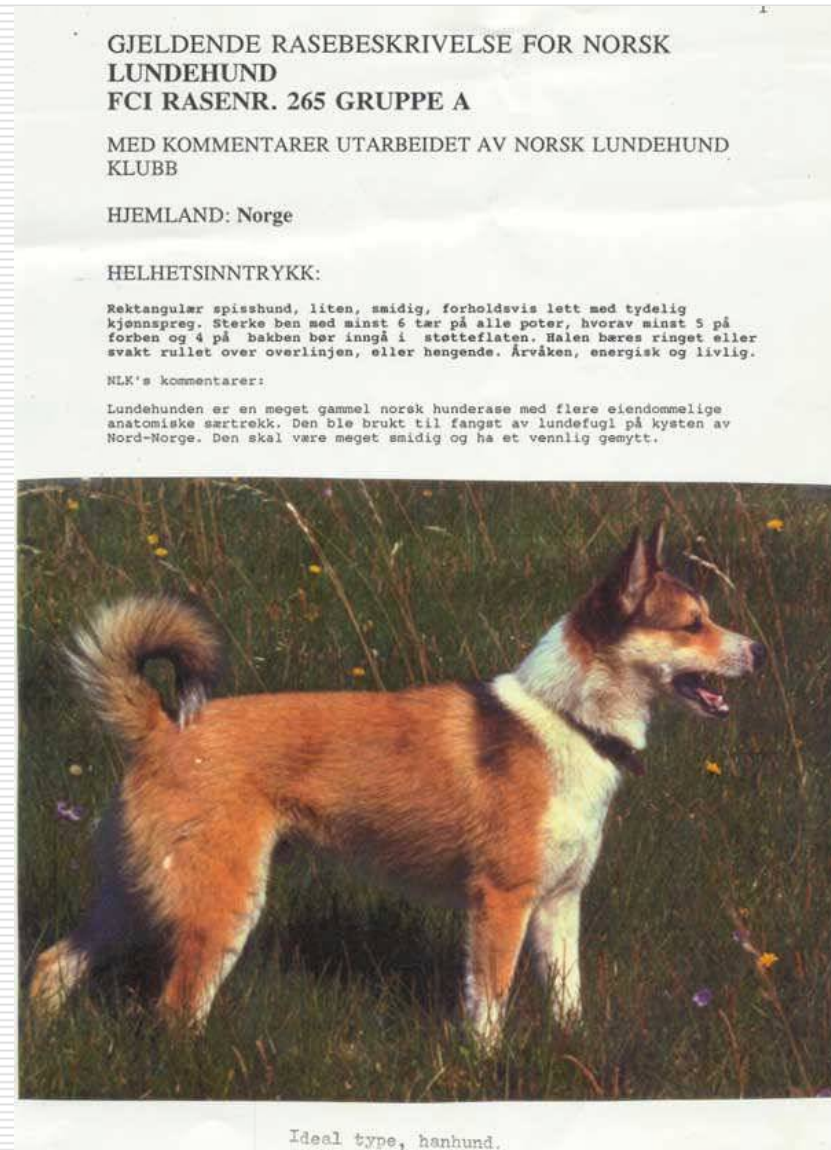 1
GJELDENDE RASEBESKRIVELSE FOR NORSK
LUNDEHUND
FCI RASENR. 265 GRUPPE A
MED KOMMENTARER UTARBEIDET AV NORSK LUNDEHUND
KLUBB
HJEMLAND: Norge
HELHETSINNTRYKK:
Rektangulær spisshund, liten, smidig, forholdsvis lett med tydelig
kjønnspreg. Sterke ben med minst 6 tær på alle poter, hvorav minst 5 på
forben og 4 på bakben bør inngå i støtteflaten. Halen bæres ringet eller
svakt rullet over overlinjen, eller hengende. Årvåken, energisk og livlig.
NLK's kommentarer:
Lundehunden er en meget gammel norsk hunderase med flere eiendommelige
anatomiske særtrekk. Den ble brukt til fangst av lundefugl på kysten av
Nord-Norge. Den skal være meget smidig og ha et vennlig gemytt.
Ideal type, hanhund.